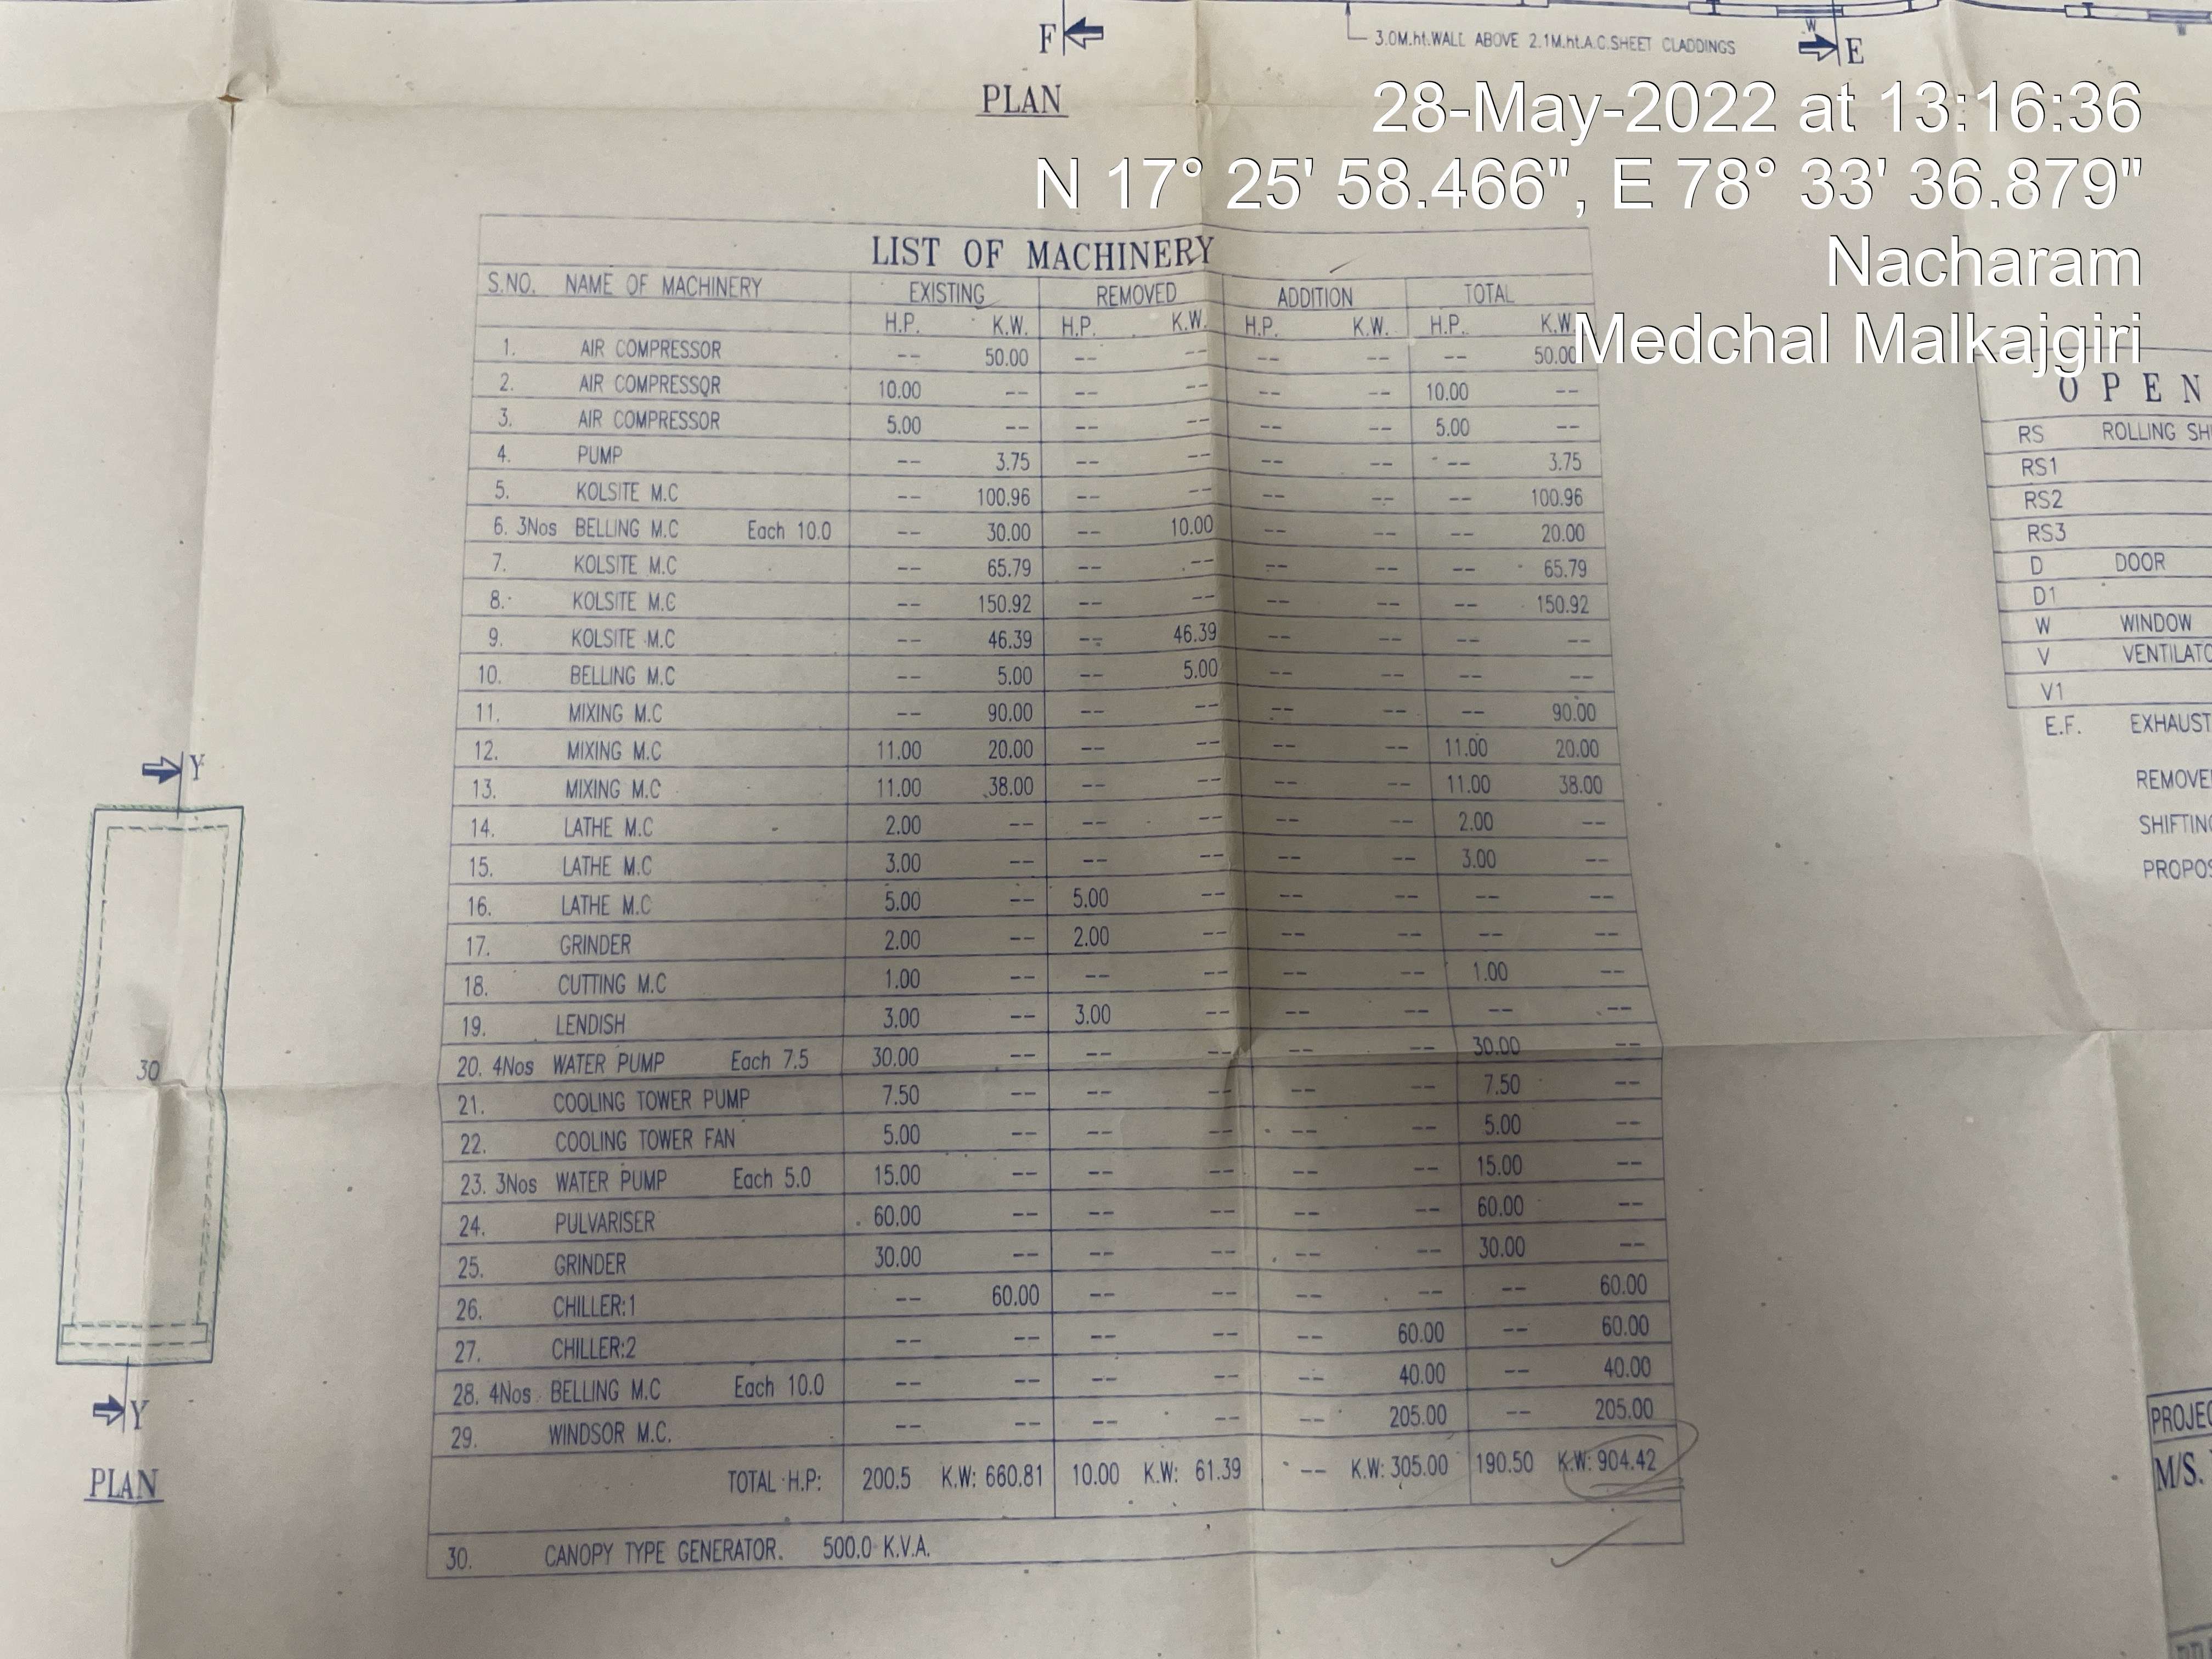 F
3.0M.ht.WALL ABOVE 2.1M.ht.A.C.SHEET CLADDINGS
W
E
PLAN
28-May-2022 at 13:16:36
N 17° 25' 58.466", E 78° 33' 36.879"
Nacharam
Medchal Malkajgiri
LIST OF MACHINERY
S.NO. NAME OF MACHINERY EXISTING REMOVED ADDITION TOTAL
H.P. K.W. H.P. K.W. H.P. K.W. H.P. K.W.
1. AIR COMPRESSOR -- 50.00 -- -- -- -- -- 50.00
2. AIR COMPRESSOR 10.00 -- -- -- -- -- 10.00 --
3. AIR COMPRESSOR 5.00 -- -- -- -- -- 5.00 --
4. PUMP -- 3.75 -- -- -- -- -- 3.75
5. KOLSITE M.C -- 100.96 -- -- -- -- -- 100.96
6. 3Nos BELLING M.C Each 10.0 -- 30.00 -- 10.00 -- -- -- 20.00
7. KOLSITE M.C -- 65.79 -- -- -- -- -- 65.79
8. KOLSITE M.C -- 150.92 -- -- -- -- -- 150.92
9. KOLSITE M.C -- 46.39 -- 46.39 -- -- -- --
10. BELLING M.C -- 5.00 -- 5.00 -- -- -- --
11. MIXING M.C -- 90.00 -- -- -- -- -- 90.00
12. MIXING M.C 11.00 20.00 -- -- -- -- 11.00 20.00
13. MIXING M.C 11.00 38.00 -- -- -- -- 11.00 38.00
14. LATHE M.C 2.00 -- -- -- -- -- 2.00 --
15. LATHE M.C 3.00 -- -- -- -- -- 3.00 --
16. LATHE M.C 5.00 -- 5.00 -- -- -- -- --
17. GRINDER 2.00 -- 2.00 -- -- -- -- --
18. CUTTING M.C 1.00 -- -- -- -- -- 1.00 --
19. LENDISH 3.00 -- 3.00 -- -- -- -- --
20. 4Nos WATER PUMP Each 7.5 30.00 -- -- -- -- -- 30.00 --
21. COOLING TOWER PUMP 7.50 -- -- -- -- -- 7.50 --
22. COOLING TOWER FAN 5.00 -- -- -- -- -- 5.00 --
23. 3Nos WATER PUMP Each 5.0 15.00 -- -- -- -- -- 15.00 --
24. PULVARISER 60.00 -- -- -- -- -- 60.00 --
25. GRINDER 30.00 -- -- -- -- -- 30.00 --
26. CHILLER:1 -- 60.00 -- -- -- -- -- 60.00
27. CHILLER:2 -- -- -- -- -- 60.00 -- 60.00
28. 4Nos BELLING M.C Each 10.0 -- -- -- -- -- 40.00 -- 40.00
29. WINDSOR M.C. -- -- -- -- -- 205.00 -- 205.00
TOTAL H.P: 200.5 K.W: 660.81 10.00 K.W: 61.39 -- K.W: 305.00 190.50 K.W: 904.42
30. CANOPY TYPE GENERATOR. 500.0 K.V.A.
Y
30
Y
PLAN
OPEN
RS ROLLING SH
RS1
RS2
RS3
D DOOR
D1
W WINDOW
V VENTILATO
V1
E.F. EXHAUST
REMOVE
SHIFTING
PROPOS
PROJEC
M/S.